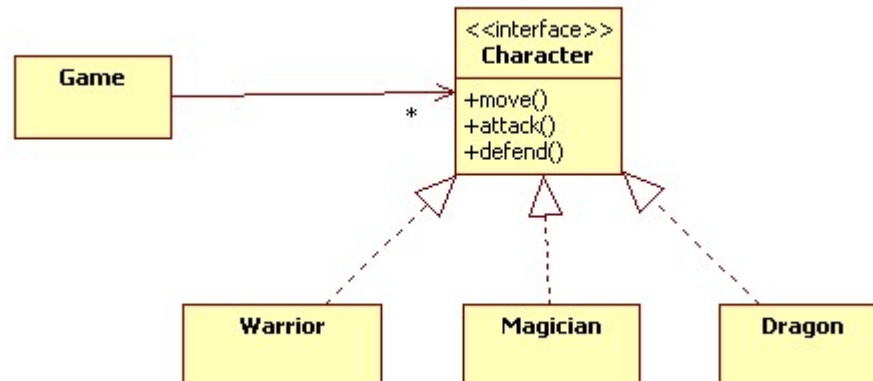 <<interface>>
Character
Game
*
+move()
+attack()
+defend()
Warrior
Magician
Dragon